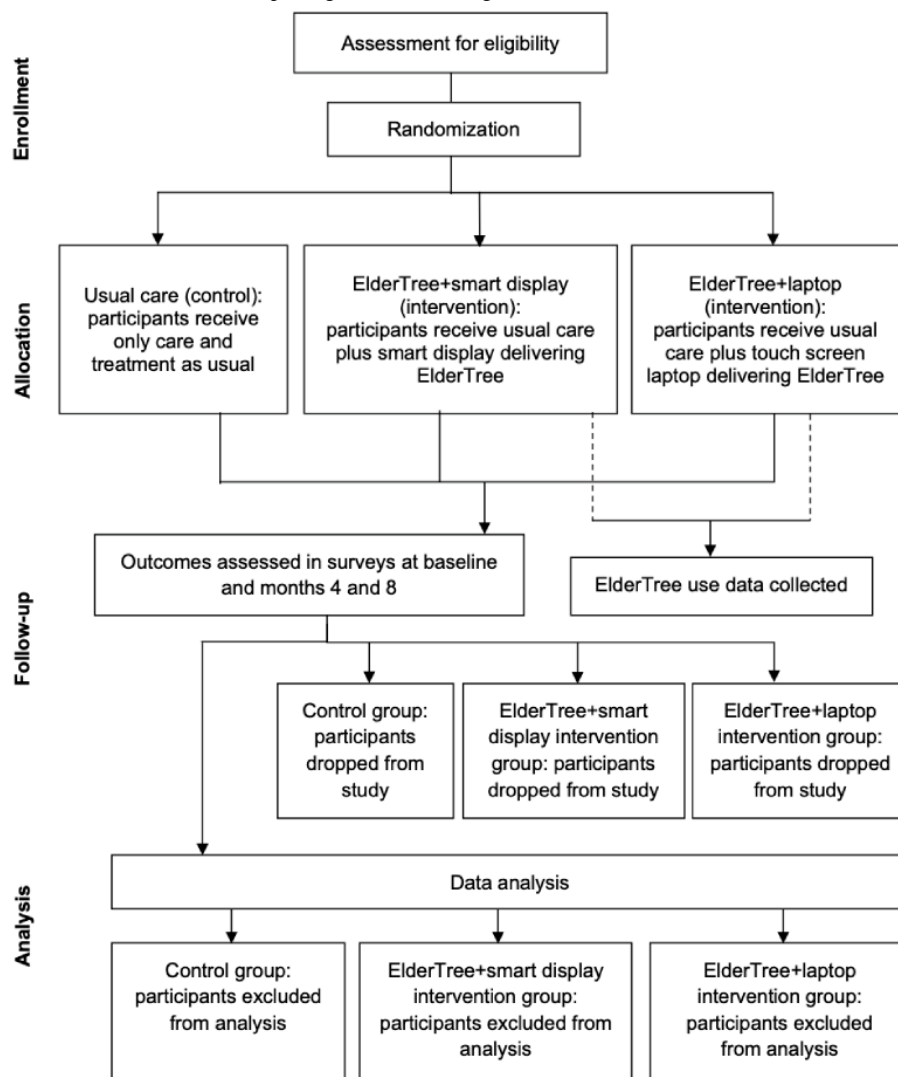 Enrollment
Assessment for eligibility
Randomization
Allocation
Usual care (control):
participants receive
only care and
treatment as usual
ElderTree+smart display
(intervention):
participants receive usual care
plus smart display delivering
ElderTree
ElderTree+laptop
(intervention):
participants receive usual
care plus touch screen
laptop delivering ElderTree
Follow-up
Outcomes assessed in surveys at baseline
and months 4 and 8
ElderTree use data collected
Control group:
participants
dropped from
study
ElderTree+smart
display intervention
group: participants
dropped from study
ElderTree+laptop
intervention group:
participants dropped
from study
Analysis
Data analysis
Control group:
participants excluded
from analysis
ElderTree+smart display
intervention group:
participants excluded from
analysis
ElderTree+laptop
intervention group:
participants excluded
from analysis